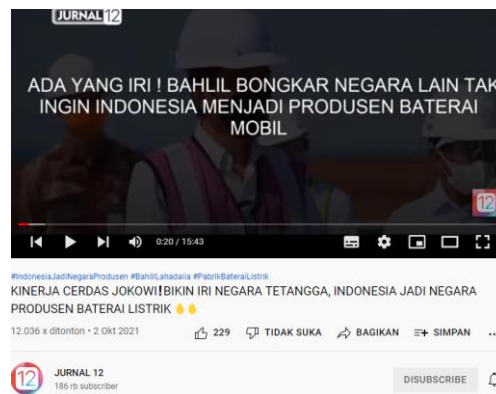 JURNAL 12
ADA YANG IRI ! BAHLIL BONGKAR NEGARA LAIN TAK
INGIN INDONESIA MENJADI PRODUSEN BATERAI
MOBIL
12
0:20 / 15:43
#IndonesiaJadiNegaraProdusen #BahlilLahadalia #PabrikBateraiListrik
KINERJA CERDAS JOKOWI!BIKIN IRI NEGARA TETANGGA, INDONESIA JADI NEGARA
PRODUSEN BATERAI LISTRIK
12.036 x ditonton • 2 Okt 2021
229 TIDAK SUKA BAGIKAN SIMPAN ...
12
JURNAL 12
186 rb subscriber
DISUBSCRIBE